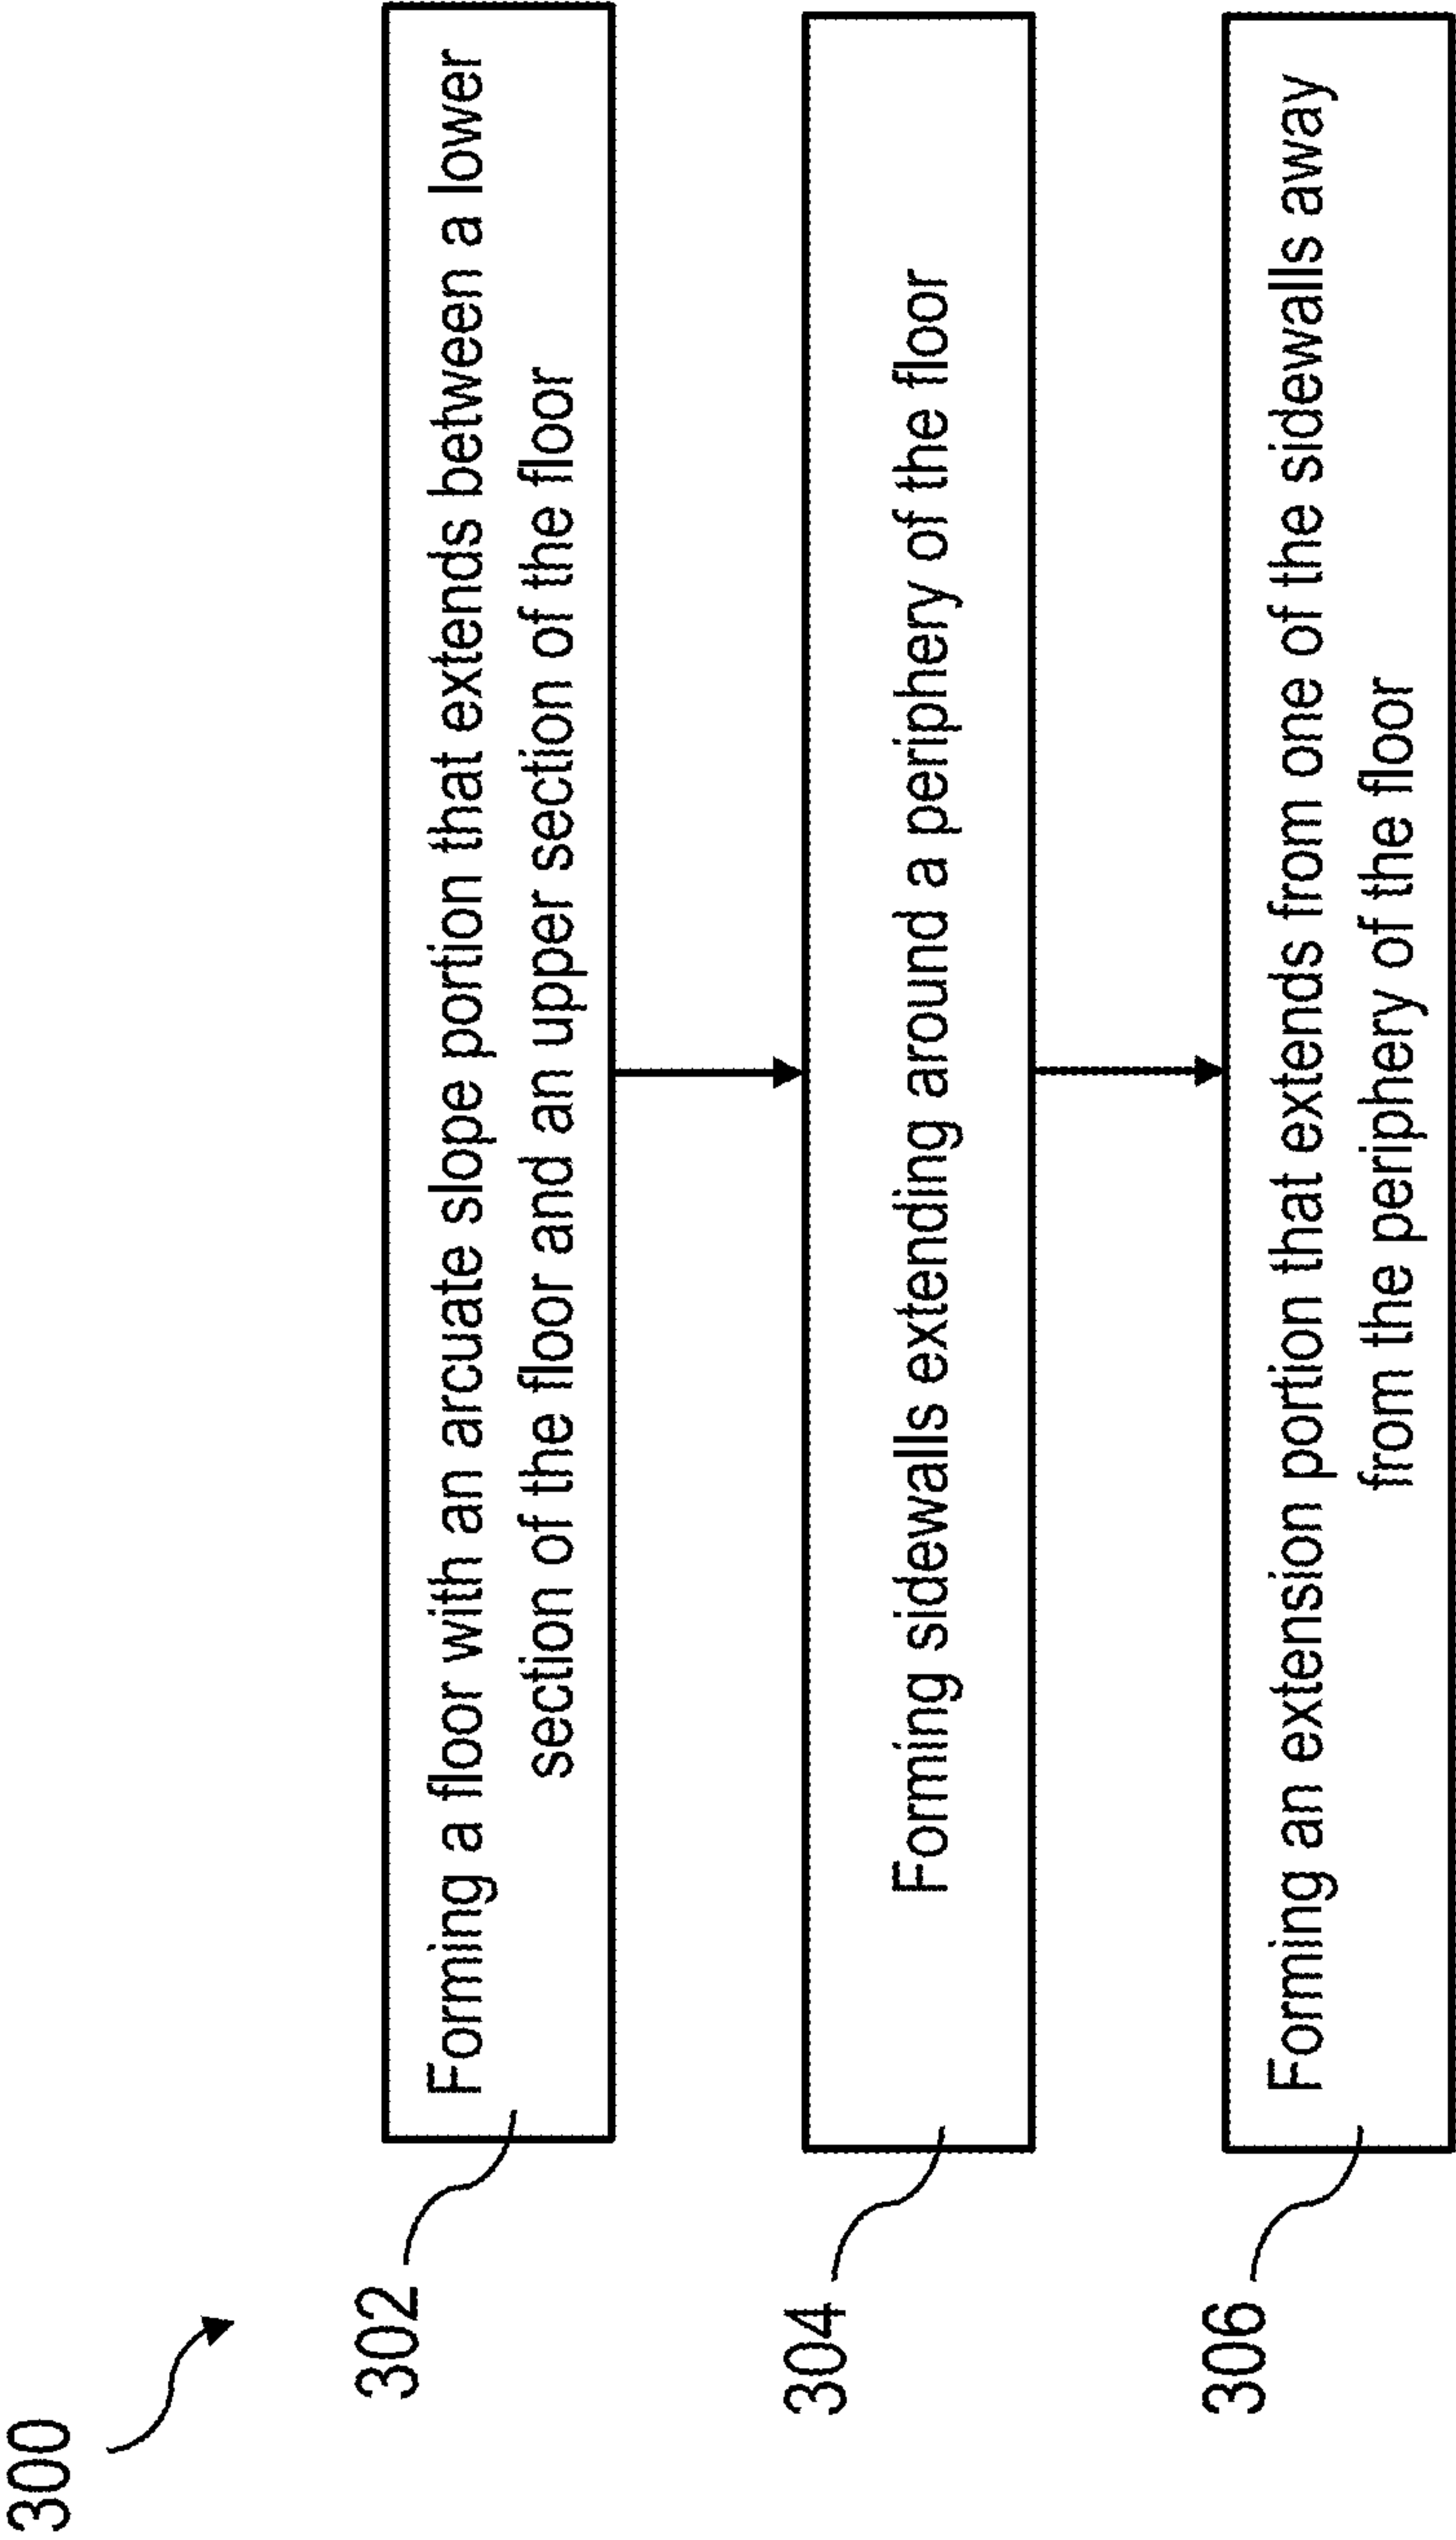 300
302
Forming a floor with an arcuate slope portion that extends between a lower
section of the floor and an upper section of the floor
304
Forming sidewalls extending around a periphery of the floor
306
Forming an extension portion that extends from one of the sidewalls away
from the periphery of the floor